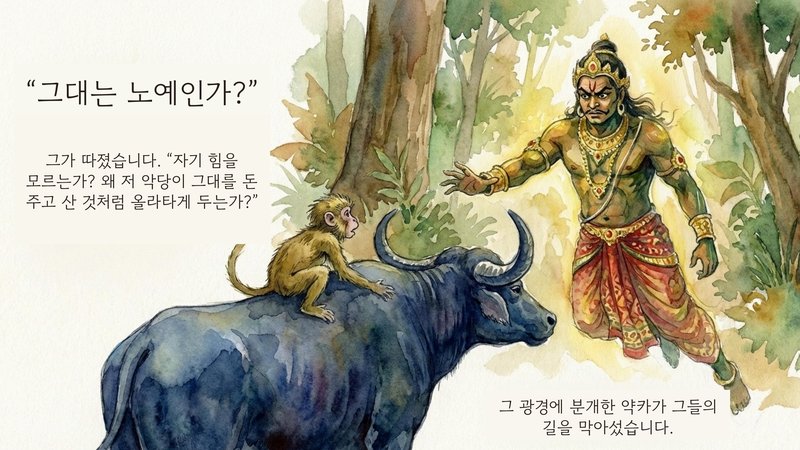 “그대는 노예인가?”
그가 따졌습니다. “자기 힘을
모르는가? 왜 저 악당이 그대를 돈
주고 산 것처럼 올라타게 두는가?”
그 광경에 분개한 약카가 그들의
길을 막아섰습니다.